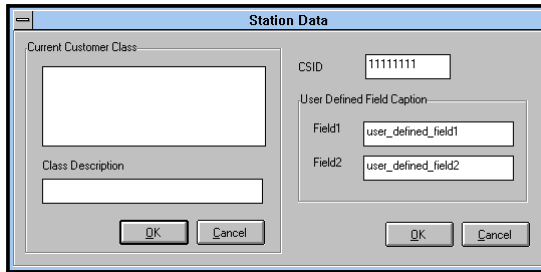 Station Data
Current Customer Class
Class Description
OK Cancel
CSID 11111111
User Defined Field Caption
Field1 user_defined_field1
Field2 user_defined_field2
OK Cancel